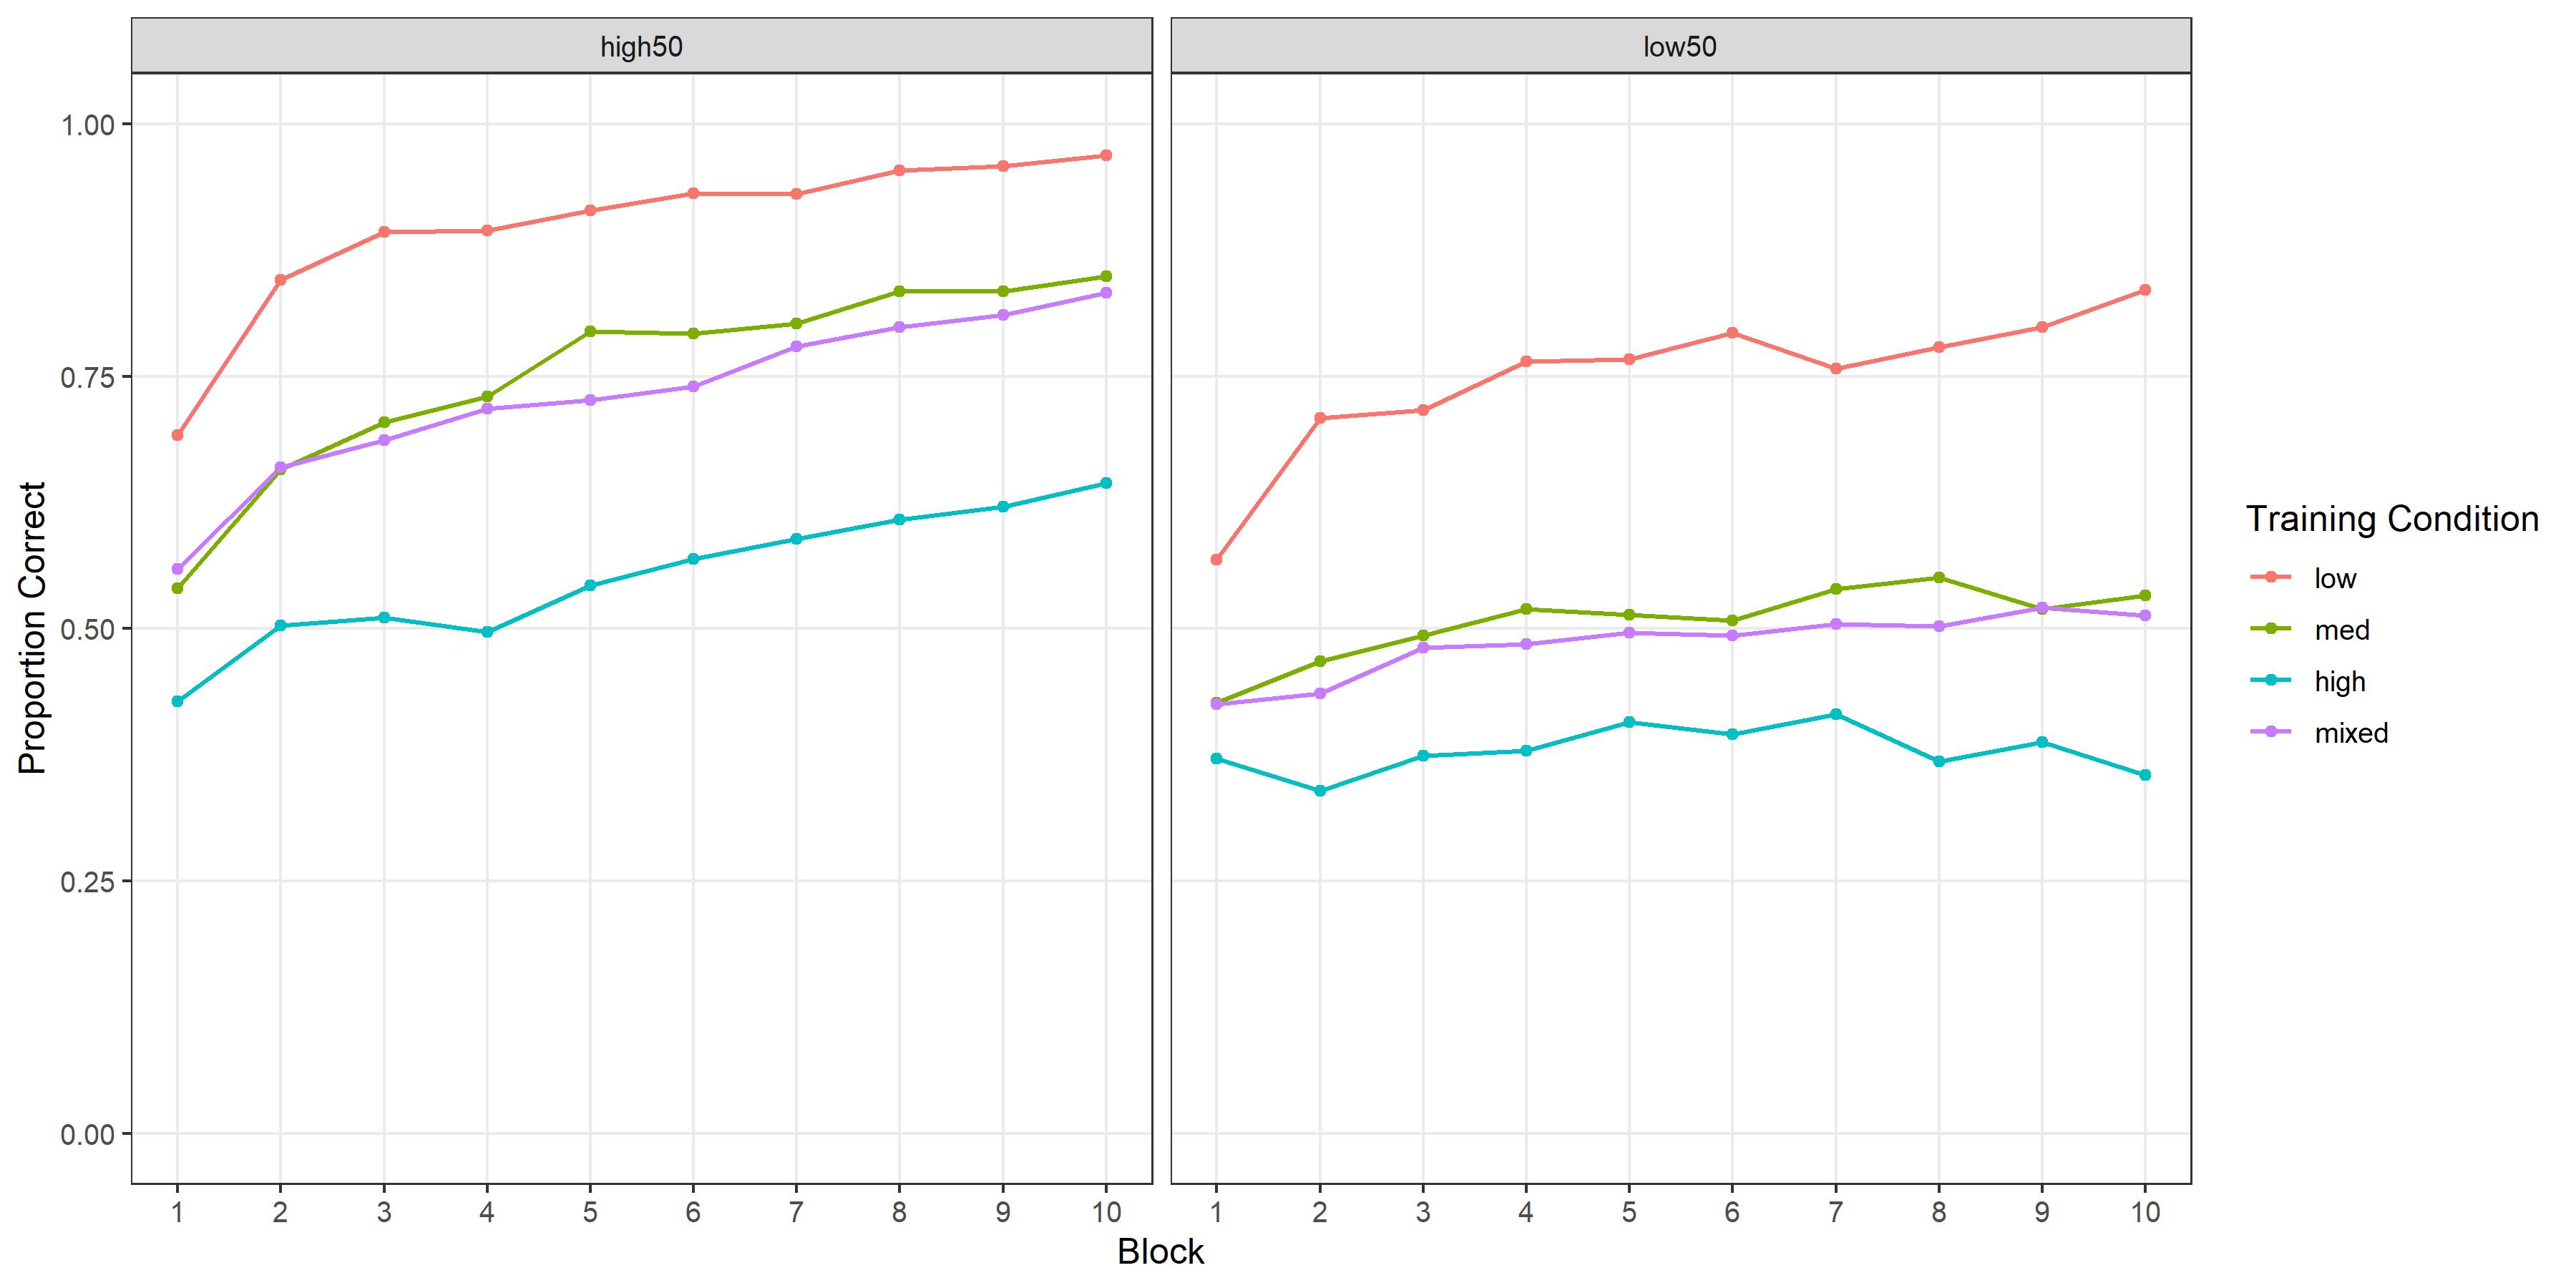 high50
low50
1.00
0.75
0.50
0.25
0.00
Proportion Correct
1 2 3 4 5 6 7 8 9 10
1 2 3 4 5 6 7 8 9 10
Block
Training Condition
low
med
high
mixed